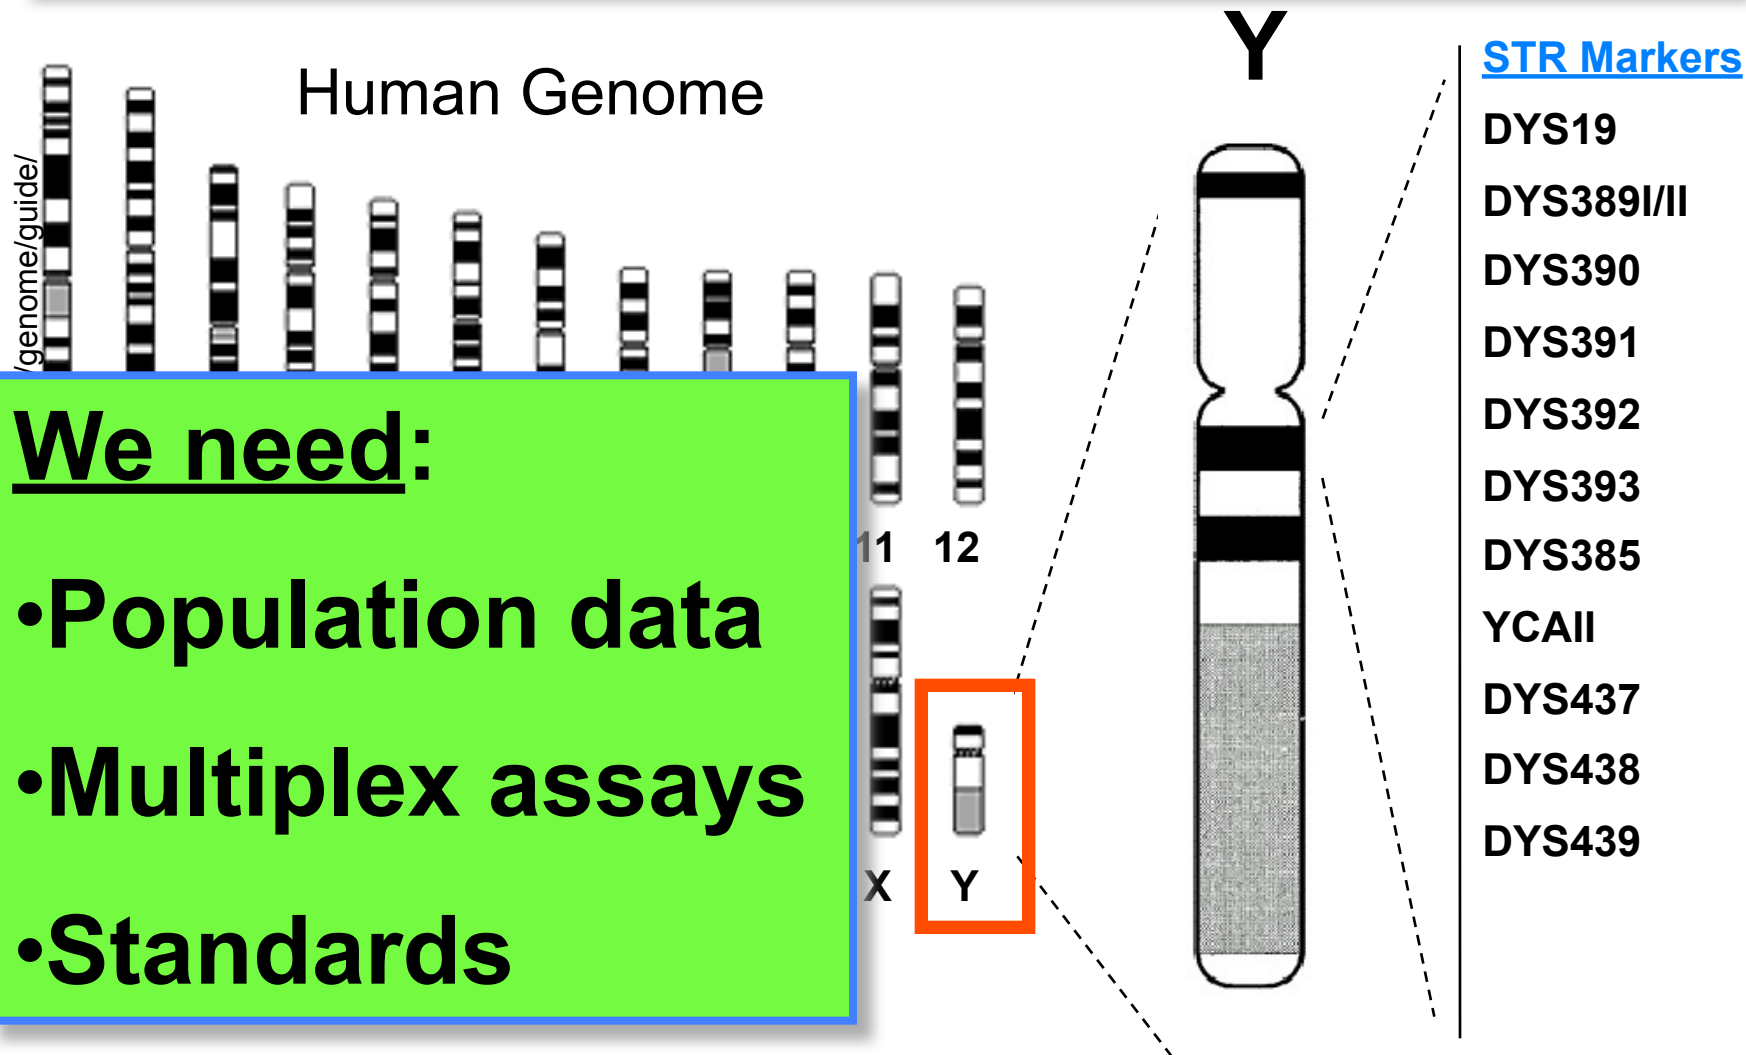 Y
Human Genome
/genome/guide/
STR Markers
DYS19
DYS389I/II
DYS390
DYS391
DYS392
DYS393
DYS385
YCAII
DYS437
DYS438
DYS439
We need:
•Population data
•Multiplex assays
•Standards
11 12
X Y